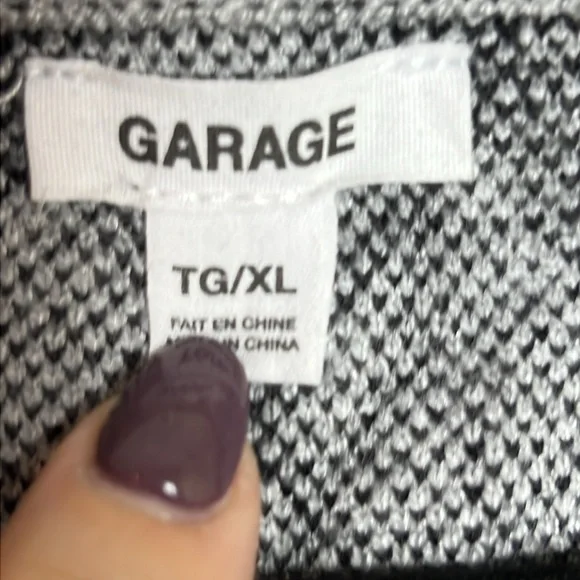 GARAGE
TG/XL
FAIT EN CHINE
IN CHINA